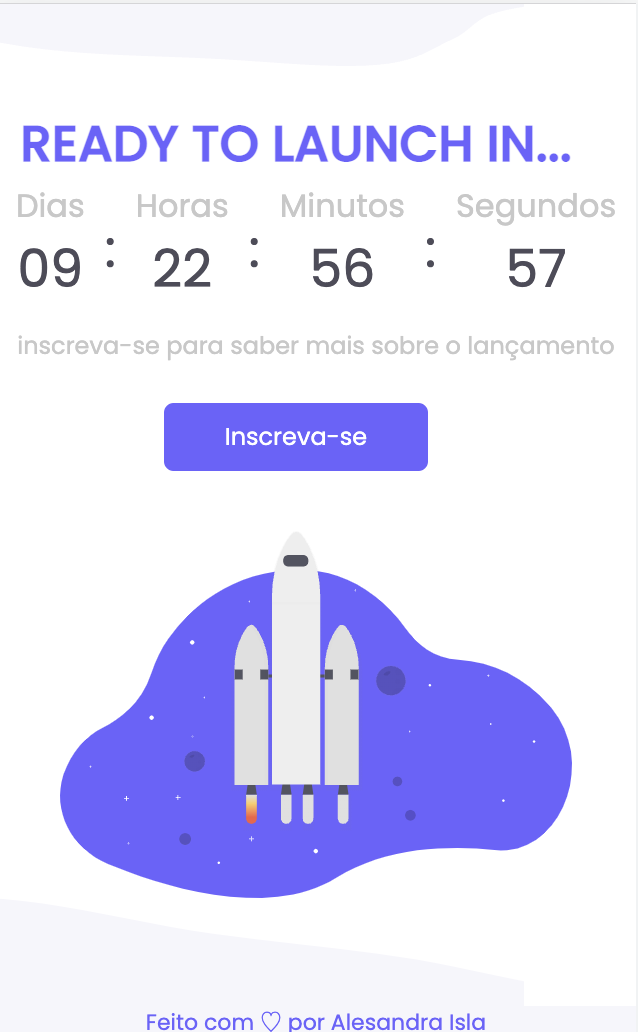 READY TO LAUNCH IN...
Dias Horas Minutos Segundos
09 : 22 : 56 : 57
inscreva-se para saber mais sobre o lançamento
Inscreva-se
Feito com ♡ por Alesandra Isla